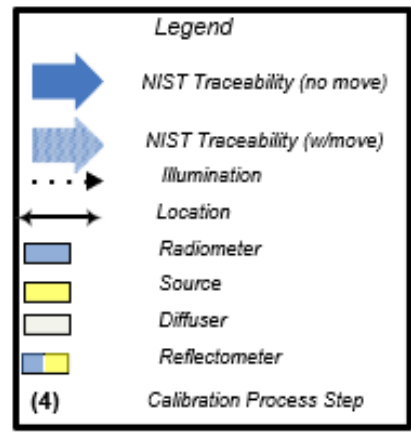 Legend
NIST Traceability (no move)
NIST Traceability (w/move)
Illumination
Location
Radiometer
Source
Diffuser
Reflectometer
(4) Calibration Process Step